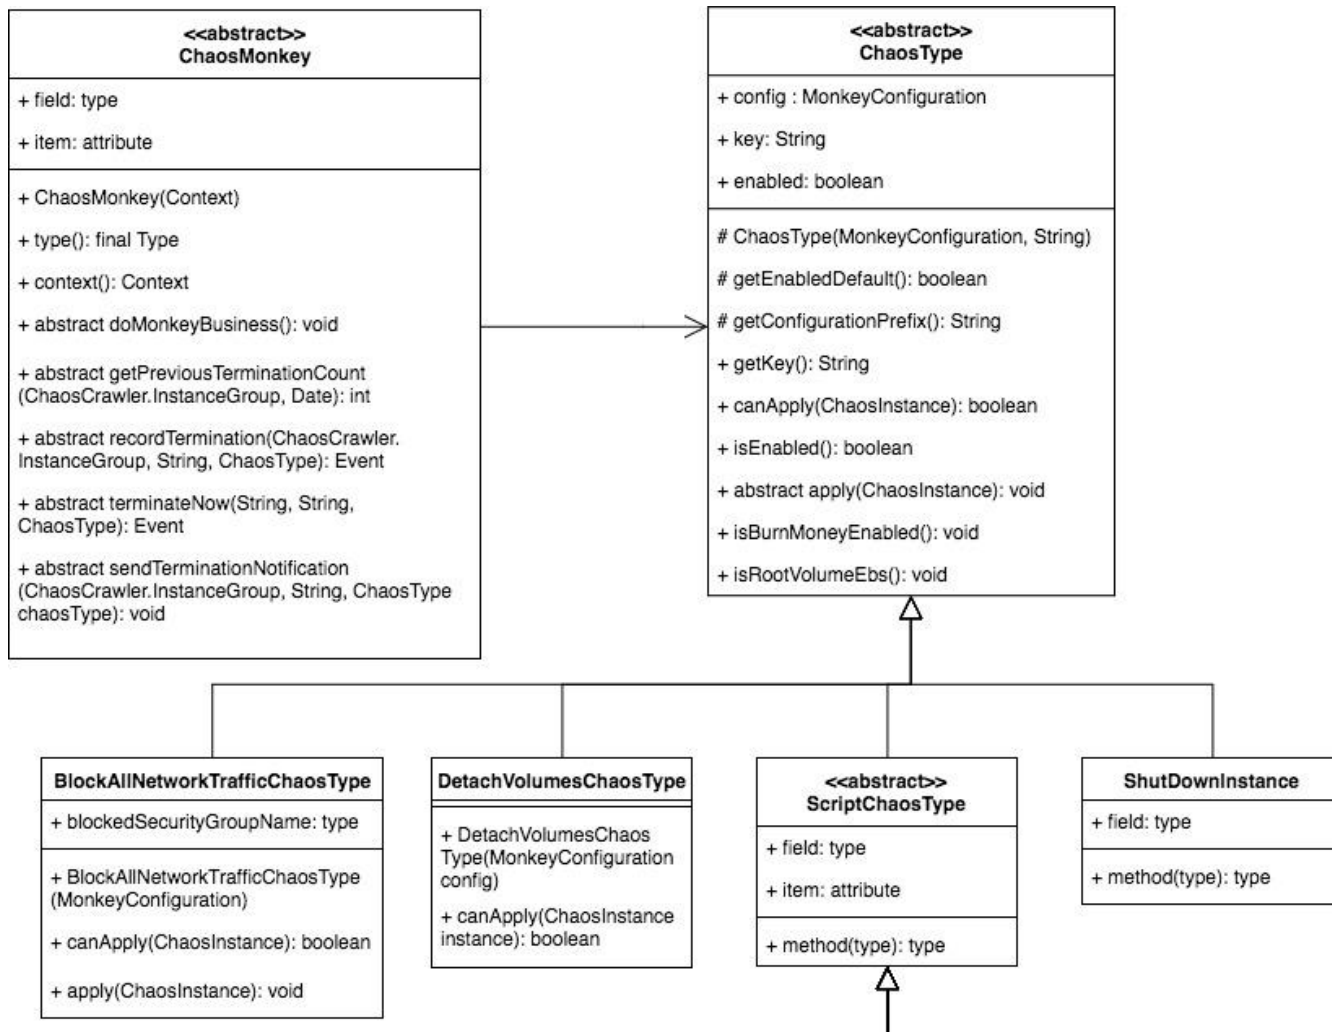 <<abstract>>
ChaosMonkey
+ field: type
+ item: attribute
+ ChaosMonkey(Context)
+ type(): final Type
+ context(): Context
+ abstract doMonkeyBusiness(): void
+ abstract getPreviousTerminationCount
(ChaosCrawler.InstanceGroup, Date): int
+ abstract recordTermination(ChaosCrawler.
InstanceGroup, String, ChaosType): Event
+ abstract terminateNow(String, String,
ChaosType): Event
+ abstract sendTerminationNotification
(ChaosCrawler.InstanceGroup, String, ChaosType
chaosType): void
<<abstract>>
ChaosType
+ config : MonkeyConfiguration
+ key: String
+ enabled: boolean
# ChaosType(MonkeyConfiguration, String)
# getEnabledDefault(): boolean
# getConfigurationPrefix(): String
+ getKey(): String
+ canApply(ChaosInstance): boolean
+ isEnabled(): boolean
+ abstract apply(ChaosInstance): void
+ isBurnMoneyEnabled(): void
+ isRootVolumeEbs(): void
BlockAllNetworkTrafficChaosType
+ blockedSecurityGroupName: type
+ BlockAllNetworkTrafficChaosType
(MonkeyConfiguration)
+ canApply(ChaosInstance): boolean
+ apply(ChaosInstance): void
DetachVolumesChaosType
+ DetachVolumesChaos
Type(MonkeyConfiguration
config)
+ canApply(ChaosInstance
instance): boolean
<<abstract>>
ScriptChaosType
+ field: type
+ item: attribute
+ method(type): type
ShutDownInstance
+ field: type
+ method(type): type